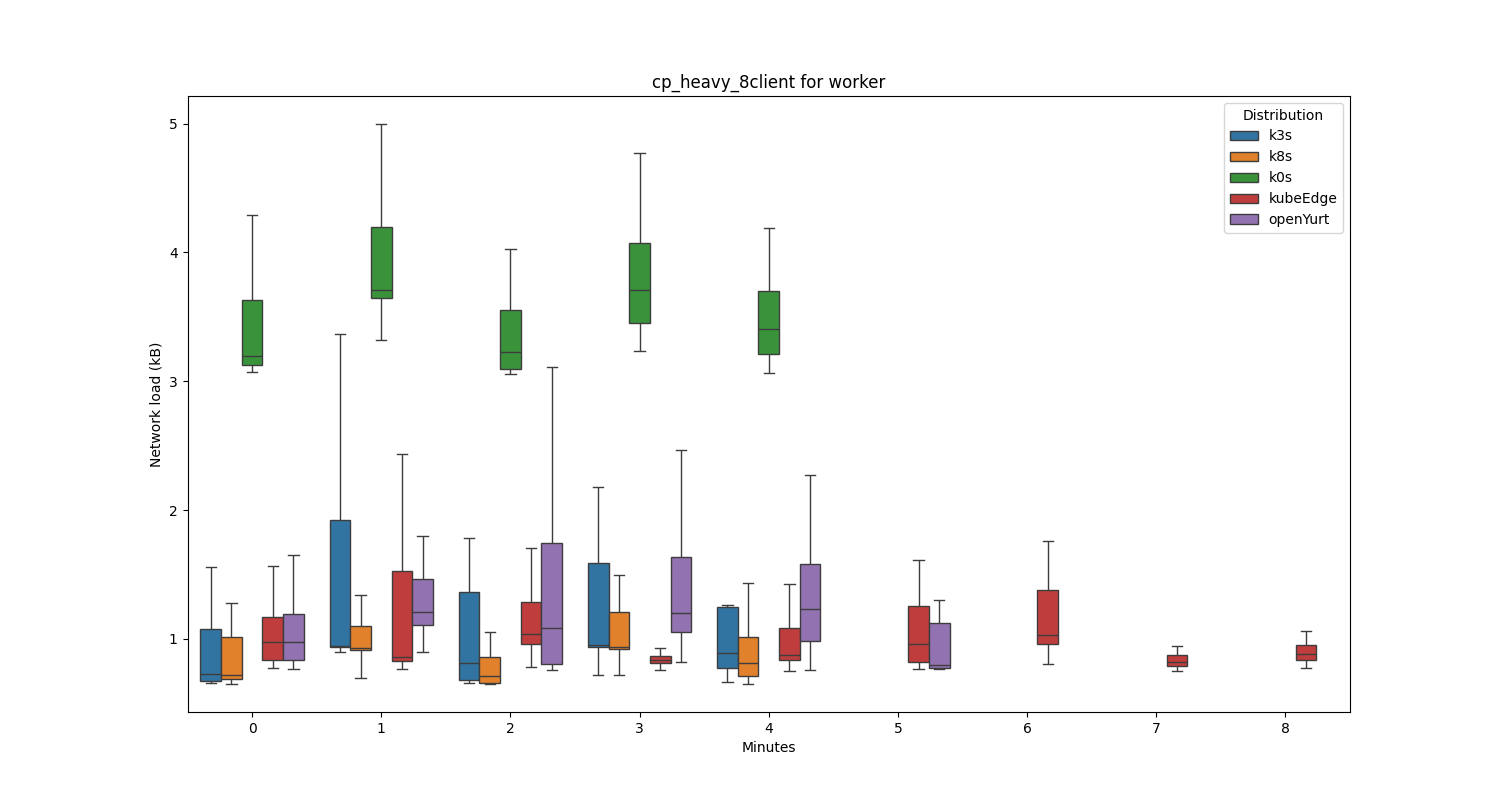 cp_heavy_8client for worker
Distribution
k3s
k8s
k0s
kubeEdge
openYurt
Network load (kB)
5
4
3
2
1
0 1 2 3 4 5 6 7 8
Minutes